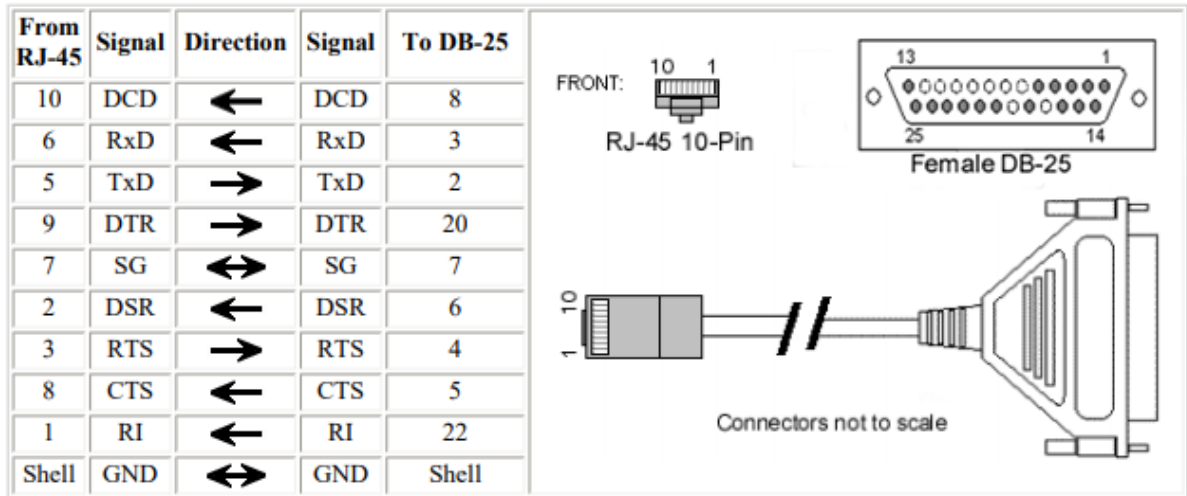 From RJ-45 Signal Direction Signal To DB-25
10 DCD ← DCD 8
6 RxD ← RxD 3
5 TxD → TxD 2
9 DTR → DTR 20
7 SG ↔ SG 7
2 DSR ← DSR 6
3 RTS → RTS 4
8 CTS ← CTS 5
1 RI ← RI 22
Shell GND ↔ GND Shell
10 1
FRONT:
RJ-45 10-Pin
13 1
25 14
Female DB-25
10
1
Connectors not to scale